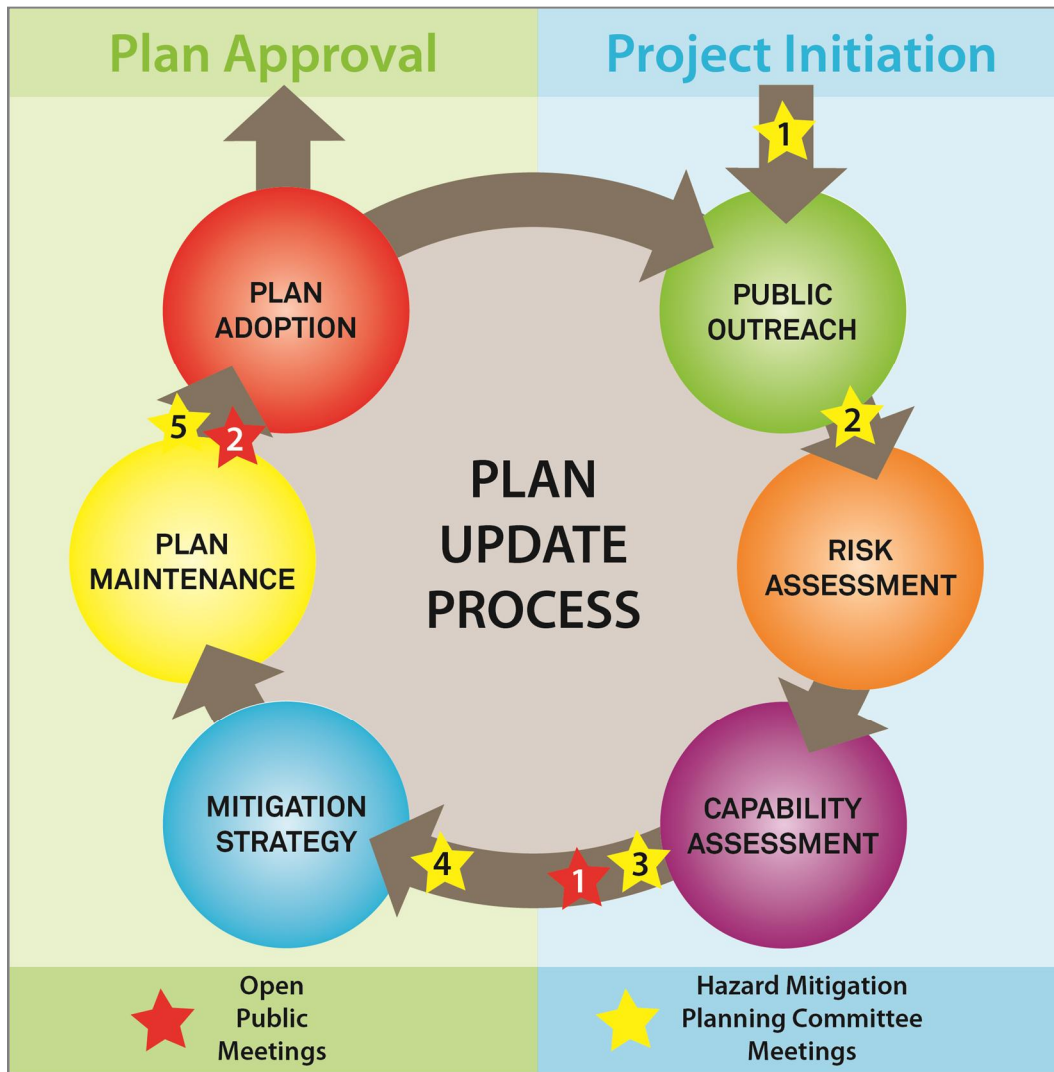 Plan Approval
Project Initiation
1
PLAN
ADOPTION
PUBLIC
OUTREACH
5
2
2
PLAN
UPDATE
PROCESS
PLAN
MAINTENANCE
RISK
ASSESSMENT
MITIGATION
STRATEGY
CAPABILITY
ASSESSMENT
4
1
3
Open
Public
Meetings
Hazard Mitigation
Planning Committee
Meetings